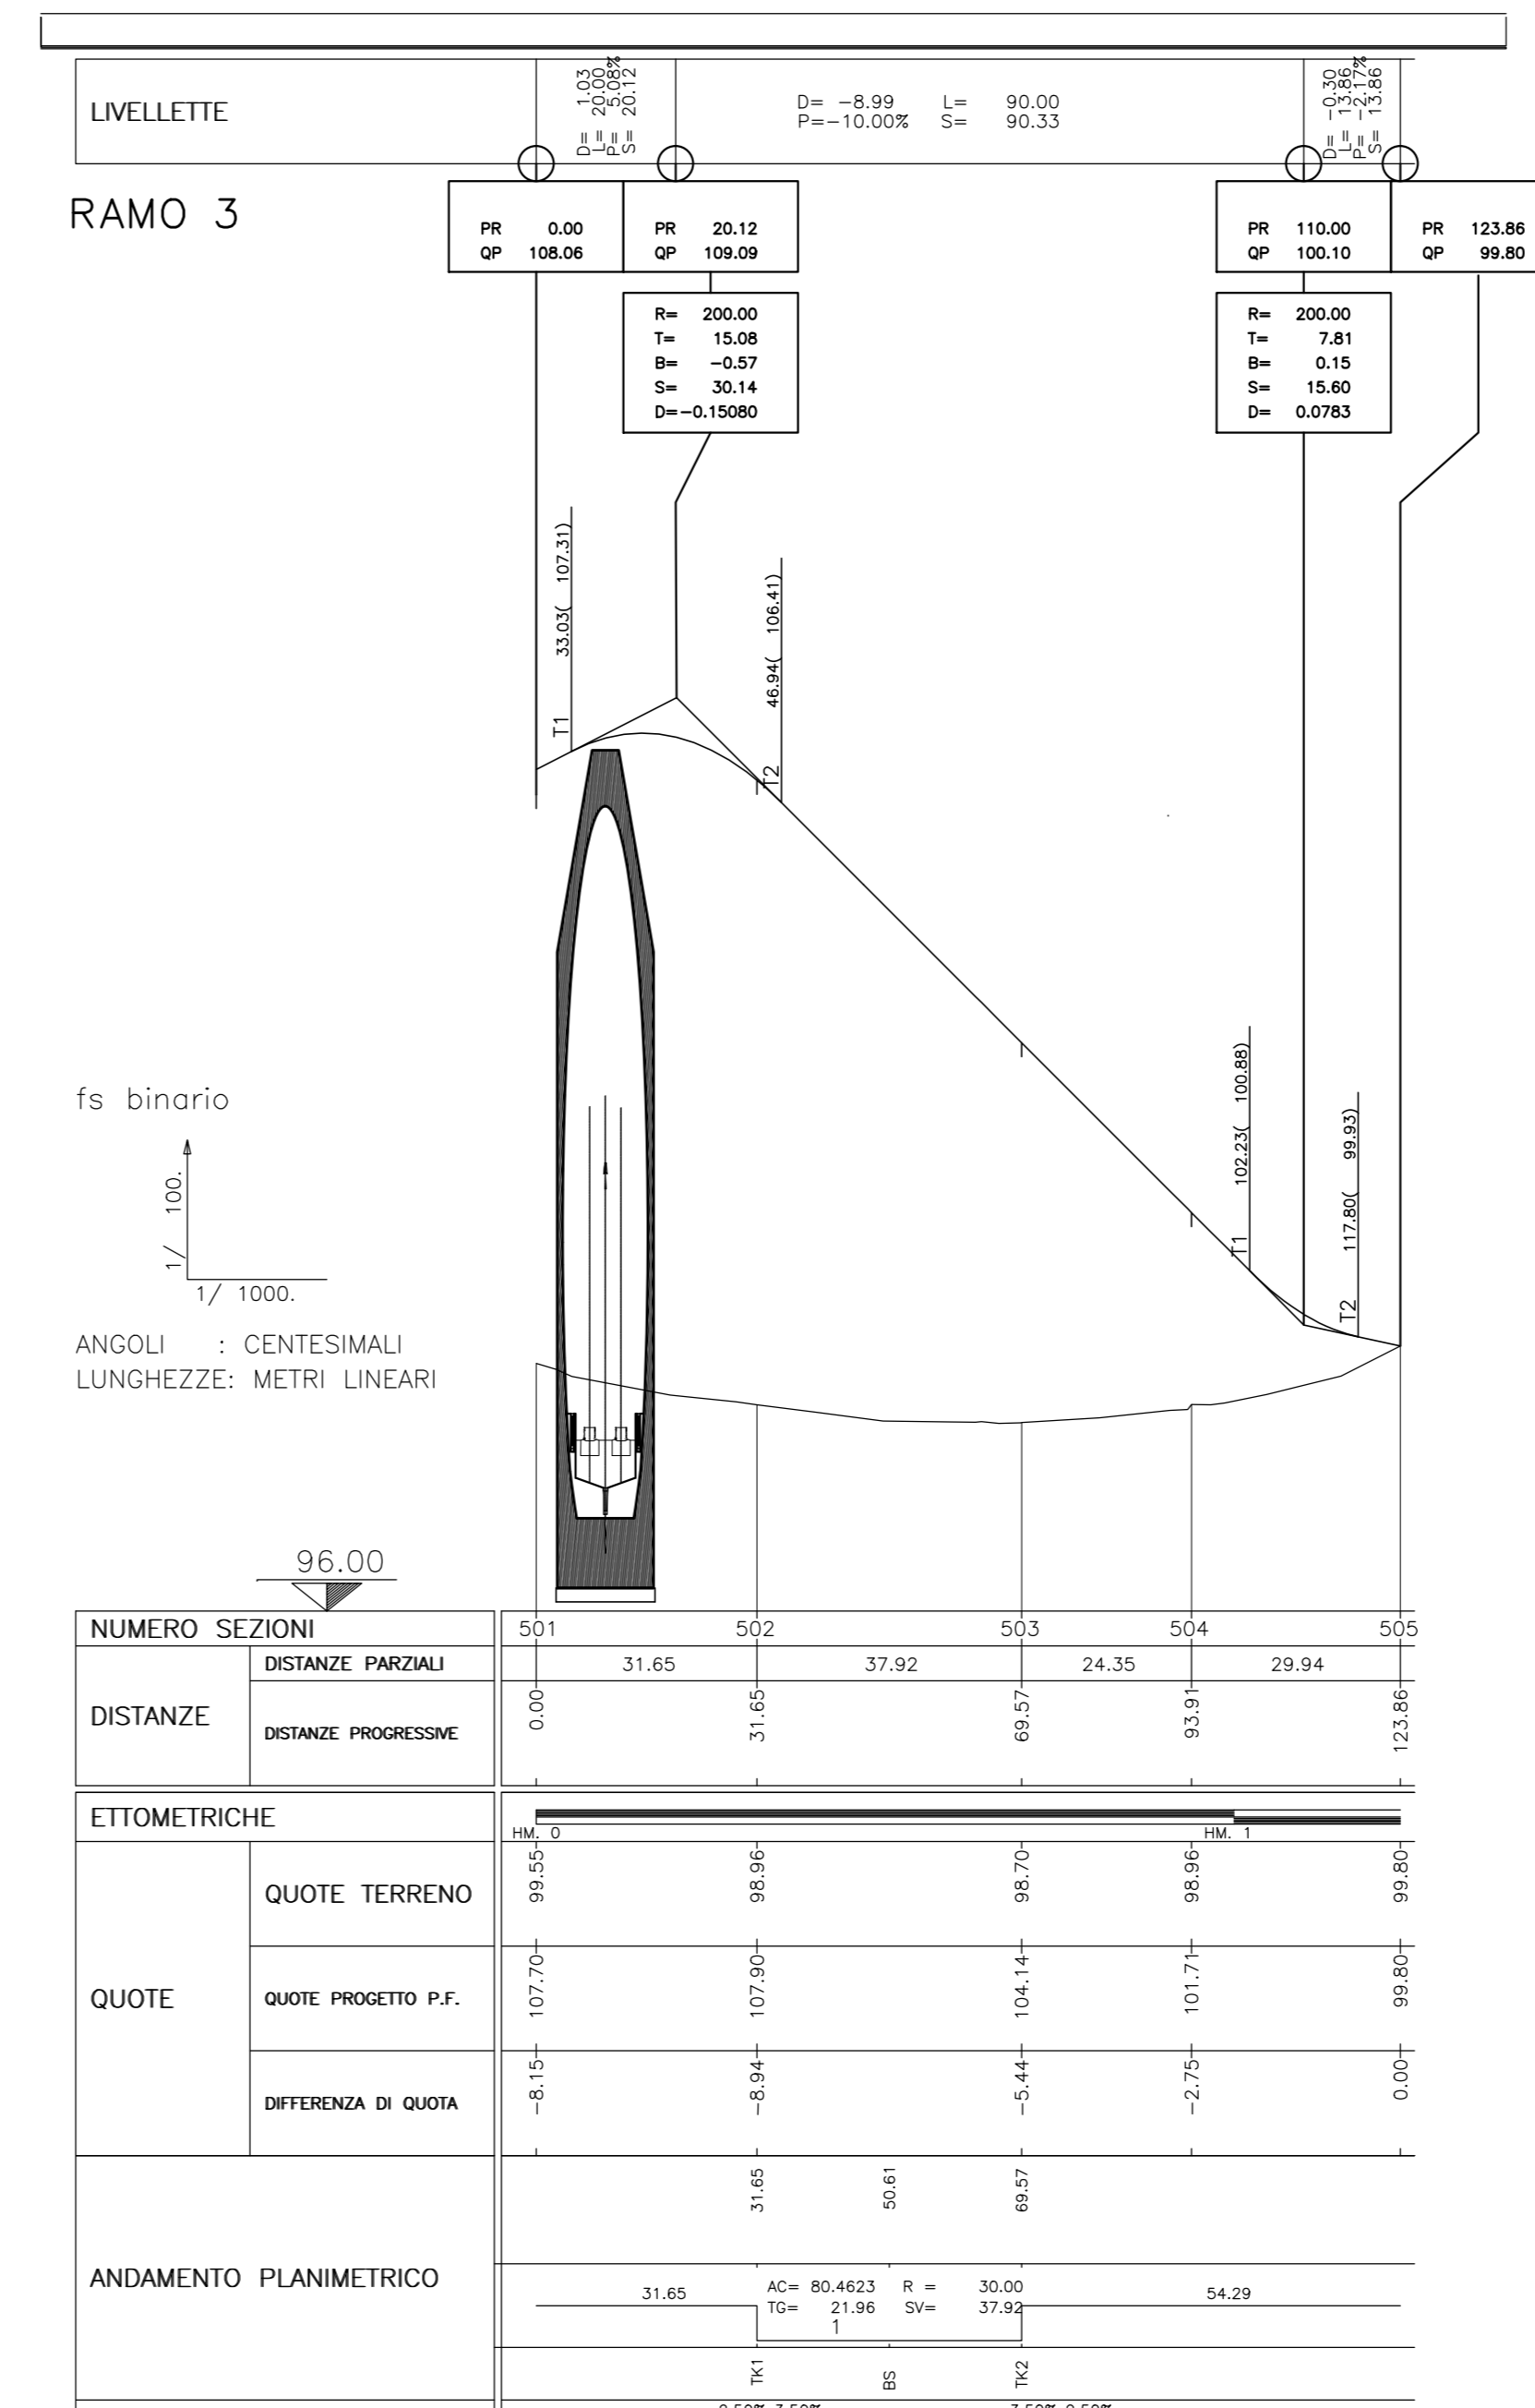 LIVELLETTE
D= 1.03
L= 20.00
P= 5.08%
S= 20.12
D= -8.99 L= 90.00
P=-10.00% S= 90.33
D= -0.30
L= 13.86
P= -2.17%
S= 13.86
RAMO 3
PR 0.00
QP 108.06
PR 20.12
QP 109.09
PR 110.00
QP 100.10
PR 123.86
QP 99.80
R= 200.00
T= 15.08
B= -0.57
S= 30.14
D=-0.15080
R= 200.00
T= 7.81
B= 0.15
S= 15.60
D= 0.0783
T1 33.03( 107.31)
T2 46.94( 106.41)
T1 102.23( 100.88)
T2 117.80( 99.93)
fs binario
1/ 100.
1/ 1000.
ANGOLI : CENTESIMALI
LUNGHEZZE: METRI LINEARI
96.00
NUMERO SEZIONI 501 502 503 504 505
DISTANZE
DISTANZE PARZIALI 31.65 37.92 24.35 29.94
DISTANZE PROGRESSIVE 0.00 31.65 69.57 93.91 123.86
ETTOMETRICHE
HM. 0 HM. 1
QUOTE
QUOTE TERRENO 99.55 98.96 98.70 98.96 99.80
QUOTE PROGETTO P.F. 107.70 107.90 104.14 101.71 99.80
DIFFERENZA DI QUOTA -8.15 -8.94 -5.44 -2.75 0.00
ANDAMENTO PLANIMETRICO
31.65 50.61 69.57
31.65
AC= 80.4623 R = 30.00
TG= 21.96 SV= 37.92
1
54.29
TK1 BS TK2